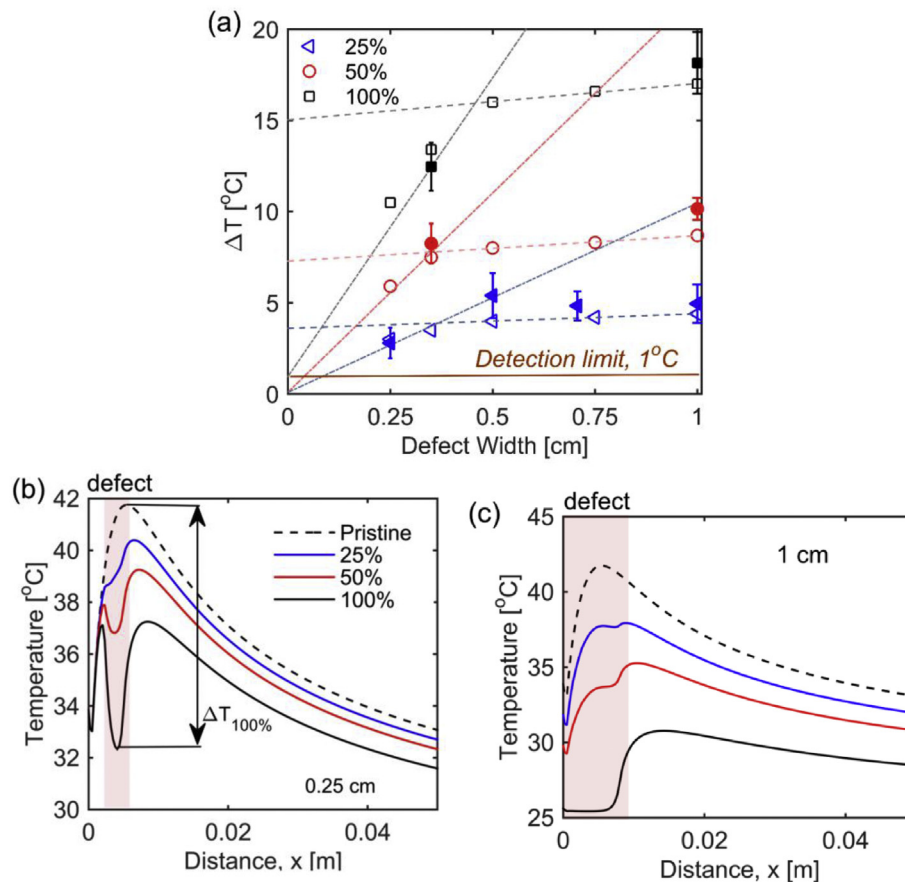 (a)
20
15
10
5
0
ΔT [°C]
25%
50%
100%
Detection limit, 1°C
0 0.25 0.5 0.75 1
Defect Width [cm]
(b)
defect
42
40
38
36
34
32
30
Temperature [°C]
Pristine
25%
50%
100%
ΔT100%
0.25 cm
0 0.02 0.04
Distance, x [m]
(c)
defect
45
40
35
30
25
Temperature [°C]
1 cm
0 0.02 0.04
Distance, x [m]